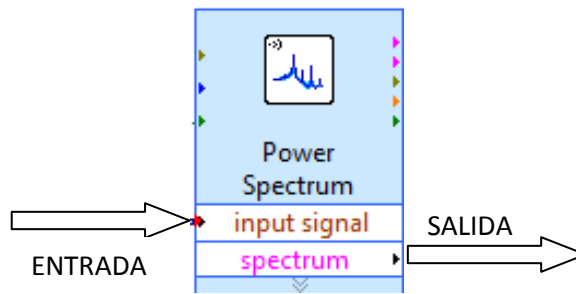 Power
Spectrum
input signal
SALIDA
ENTRADA
spectrum